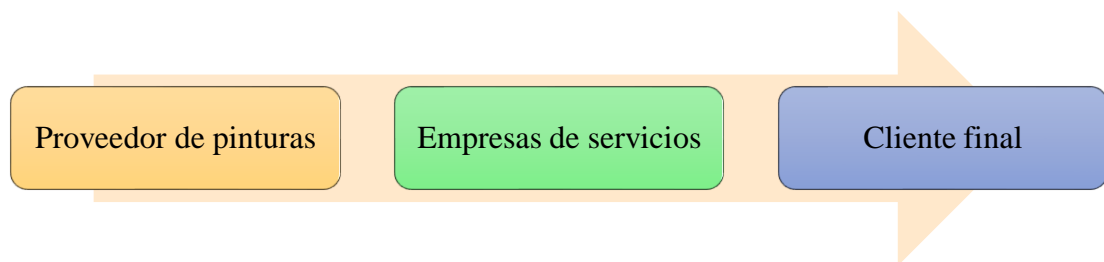 Proveedor de pinturas
Empresas de servicios
Cliente final